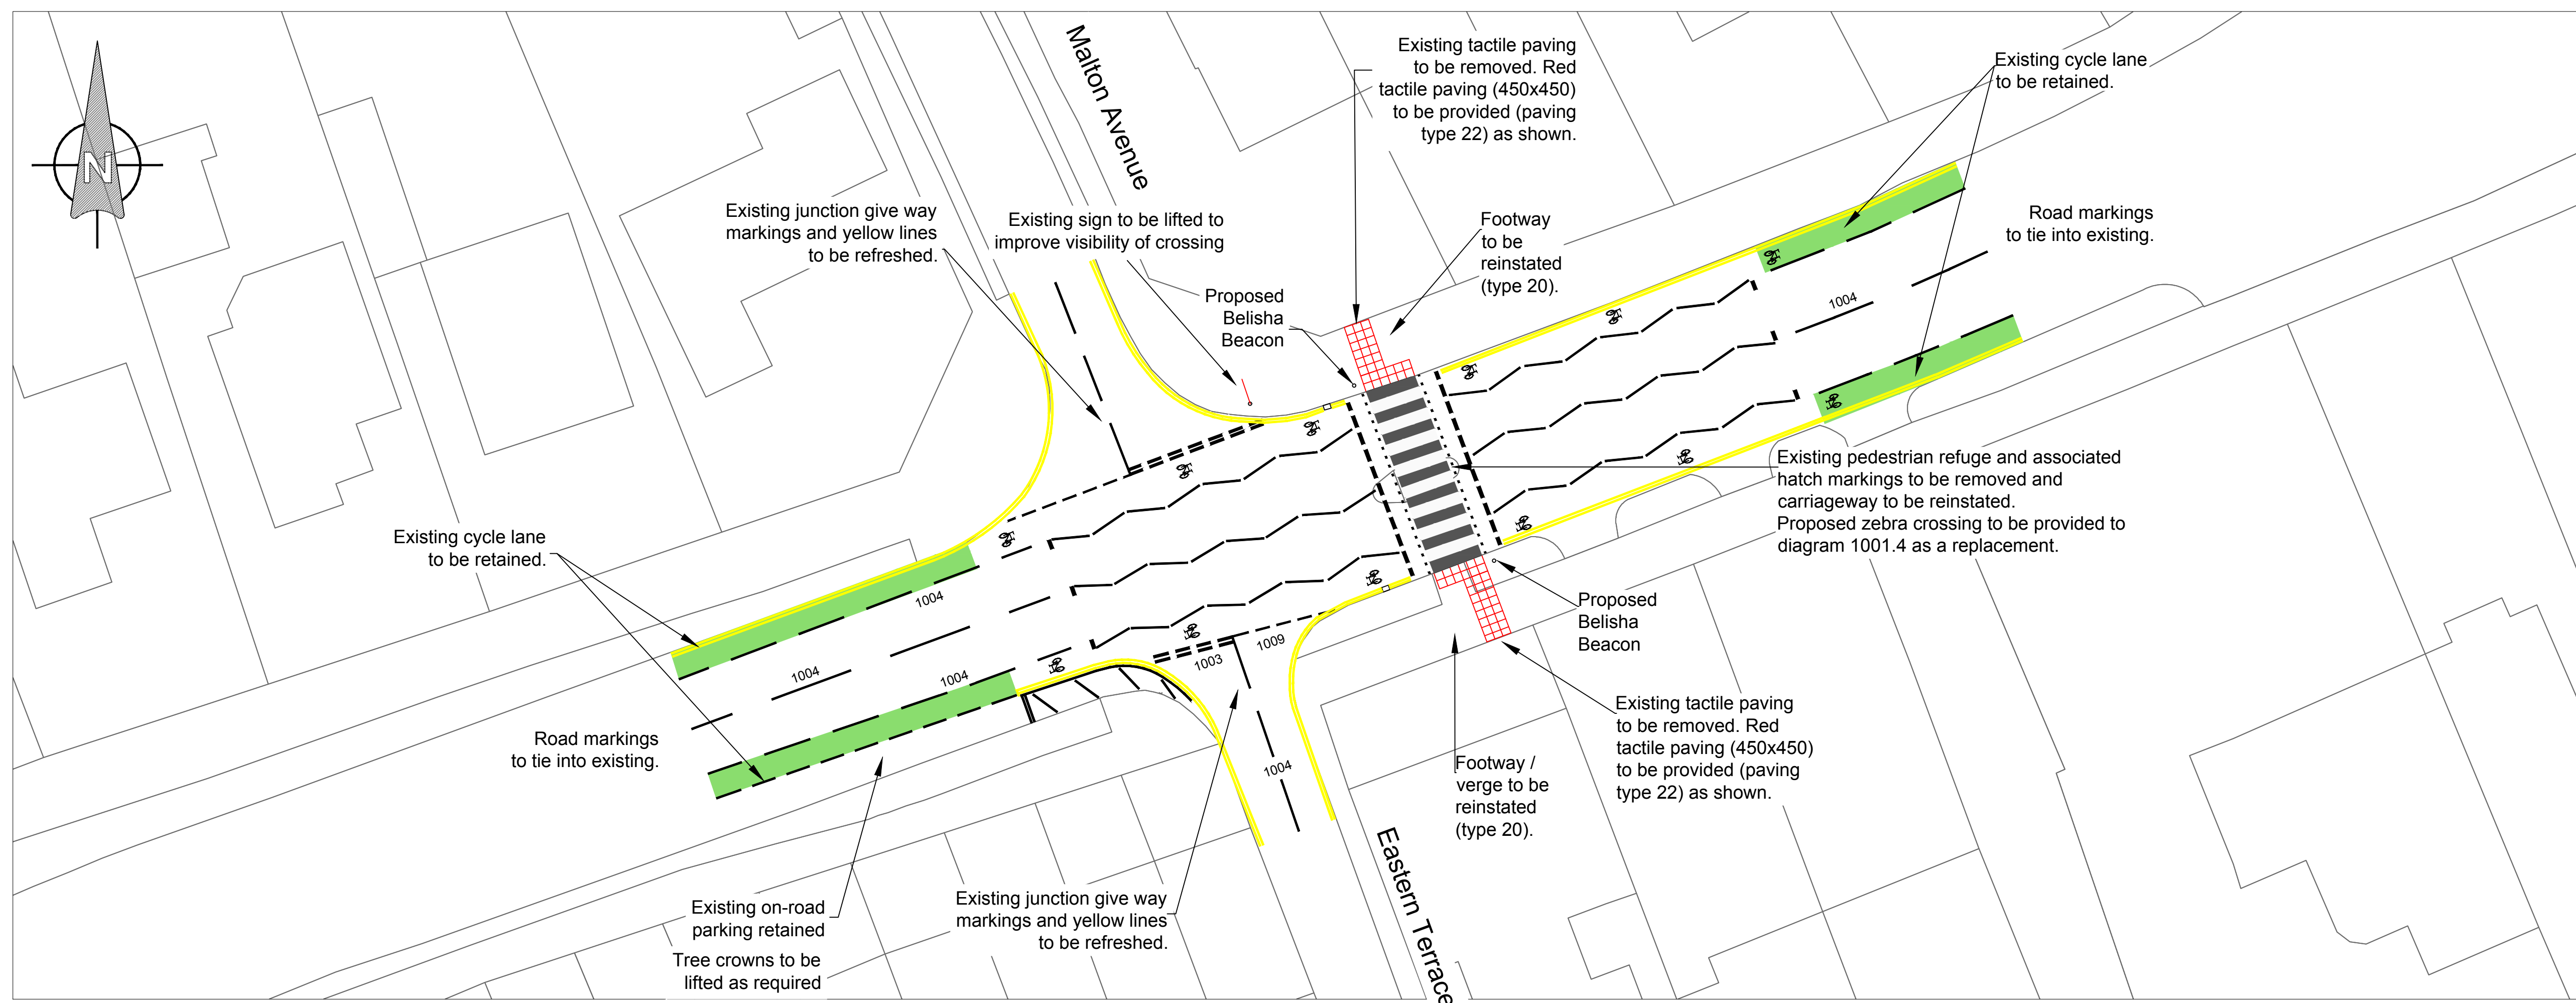 N
Malton Avenue
Existing tactile paving
to be removed. Red
tactile paving (450x450)
to be provided (paving
type 22) as shown.
Existing cycle lane
to be retained.
Existing junction give way
markings and yellow lines
to be refreshed.
Existing sign to be lifted to
improve visibility of crossing
Footway
to be
reinstated
(type 20).
Road markings
to tie into existing.
Proposed
Belisha
Beacon
1004
Existing pedestrian refuge and associated
hatch markings to be removed and
carriageway to be reinstated.
Proposed zebra crossing to be provided to
diagram 1001.4 as a replacement.
Existing cycle lane
to be retained.
1004
1004
1004
1003
1009
1004
Proposed
Belisha
Beacon
Road markings
to tie into existing.
Existing tactile paving
to be removed. Red
tactile paving (450x450)
to be provided (paving
type 22) as shown.
Footway /
verge to be
reinstated
(type 20).
Existing on-road
parking retained
Tree crowns to be
lifted as required
Existing junction give way
markings and yellow lines
to be refreshed.
Eastern Terrace